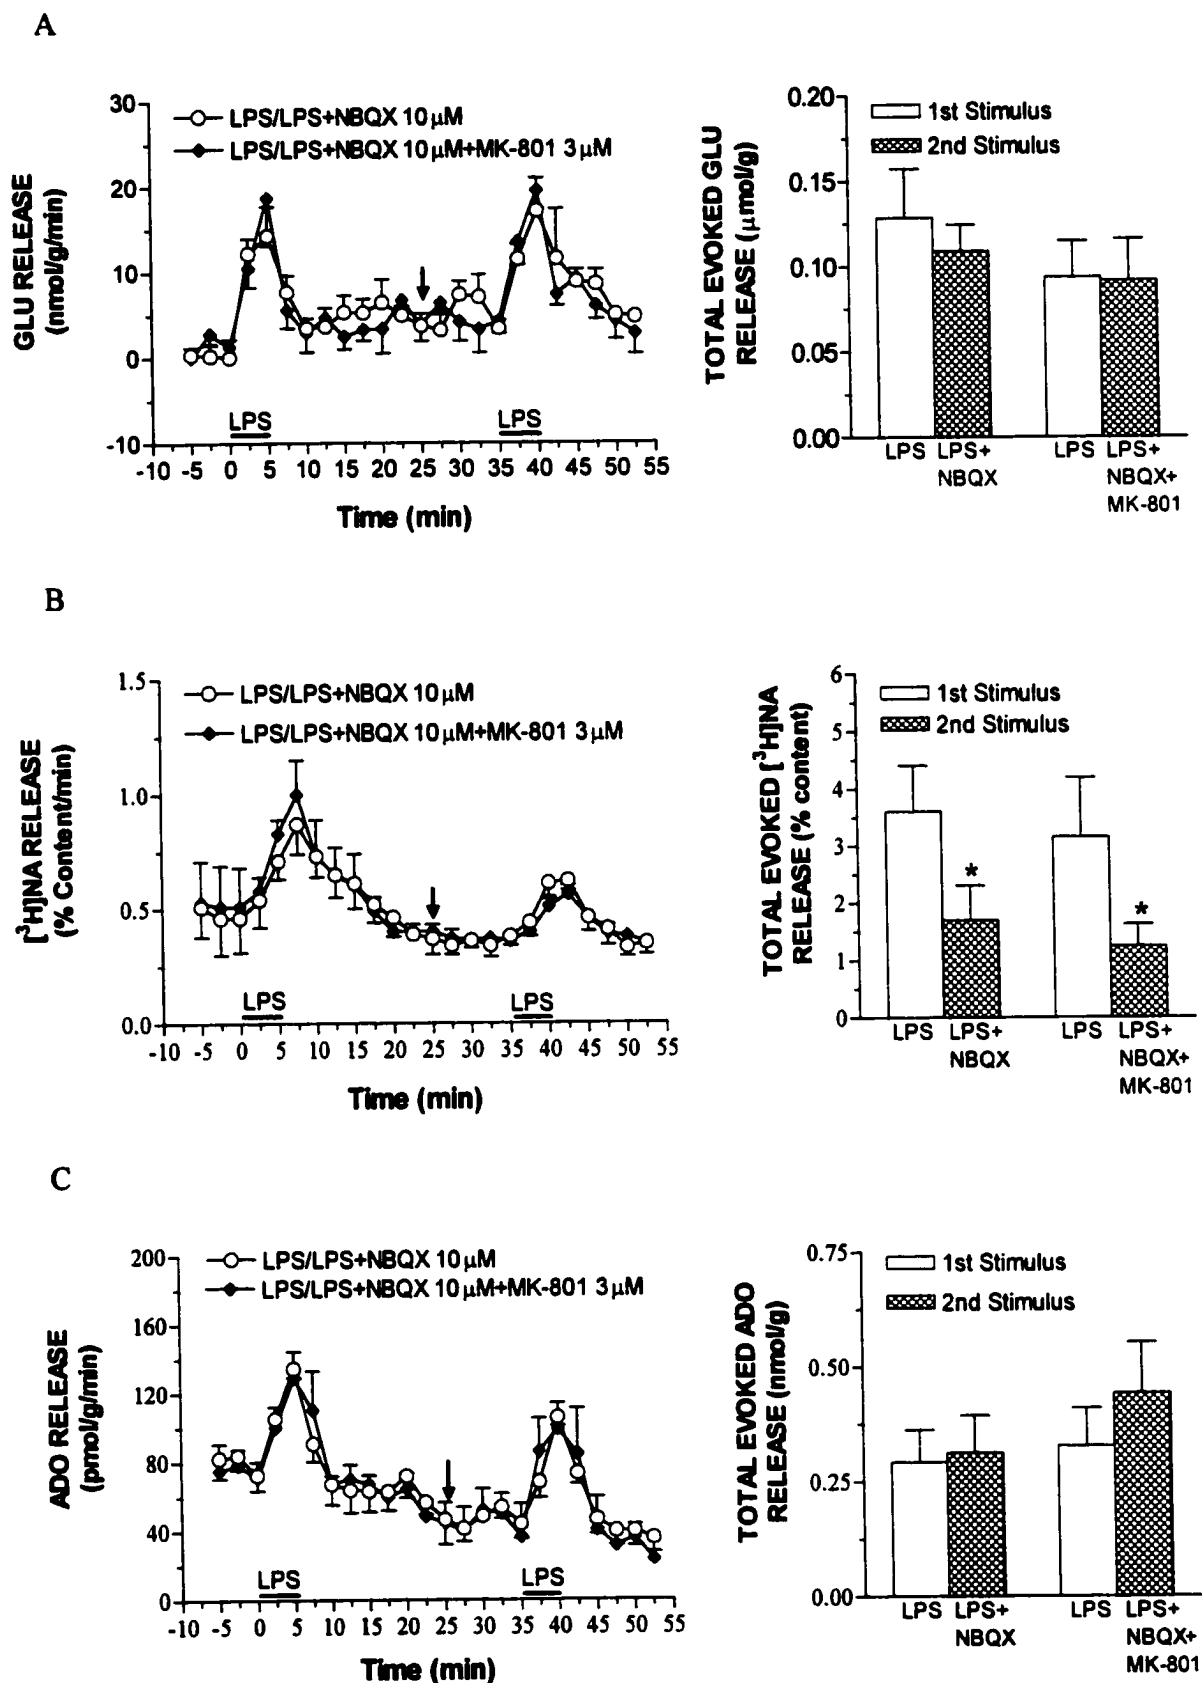 A
30
20
10
0
-10
GLU RELEASE
(nmol/g/min)
LPS/LPS+NBQX 10 μM
LPS/LPS+NBQX 10 μM+MK-801 3 μM
LPS
LPS
-10 -5 0 5 10 15 20 25 30 35 40 45 50 55
Time (min)
0.20
0.15
0.10
0.05
0.00
TOTAL EVOKED GLU
RELEASE (μmol/g)
1st Stimulus
2nd Stimulus
LPS LPS+
NBQX
LPS LPS+
NBQX+
MK-801
B
1.5
1.0
0.5
0.0
[³H]NA RELEASE
(% Content/min)
LPS/LPS+NBQX 10 μM
LPS/LPS+NBQX 10 μM+MK-801 3 μM
LPS
LPS
-10 -5 0 5 10 15 20 25 30 35 40 45 50 55
Time (min)
6
5
4
3
2
1
0
TOTAL EVOKED [³H]NA
RELEASE (% content)
1st Stimulus
2nd Stimulus
*
*
LPS LPS+
NBQX
LPS LPS+
NBQX+
MK-801
C
200
160
120
80
40
0
ADO RELEASE
(pmol/g/min)
LPS/LPS+NBQX 10 μM
LPS/LPS+NBQX 10 μM+MK-801 3 μM
LPS
LPS
-10 -5 0 5 10 15 20 25 30 35 40 45 50 55
Time (min)
0.75
0.50
0.25
0.00
TOTAL EVOKED ADO
RELEASE (nmol/g)
1st Stimulus
2nd Stimulus
LPS LPS+
NBQX
LPS LPS+
NBQX+
MK-801